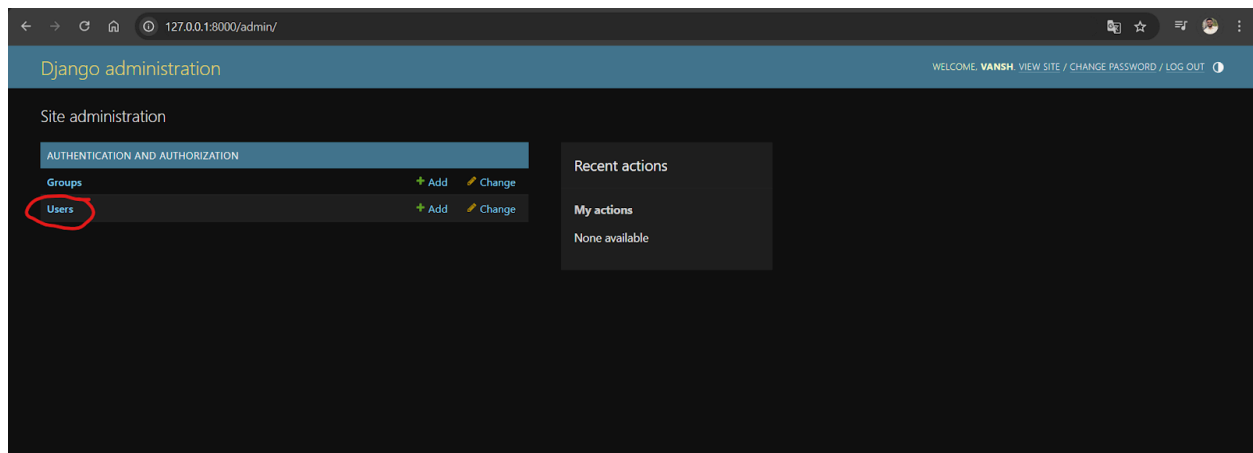 127.0.0.1:8000/admin/
Django administration
WELCOME, VANSH. VIEW SITE / CHANGE PASSWORD / LOG OUT
Site administration
AUTHENTICATION AND AUTHORIZATION
Groups + Add Change
Users + Add Change
Recent actions
My actions
None available